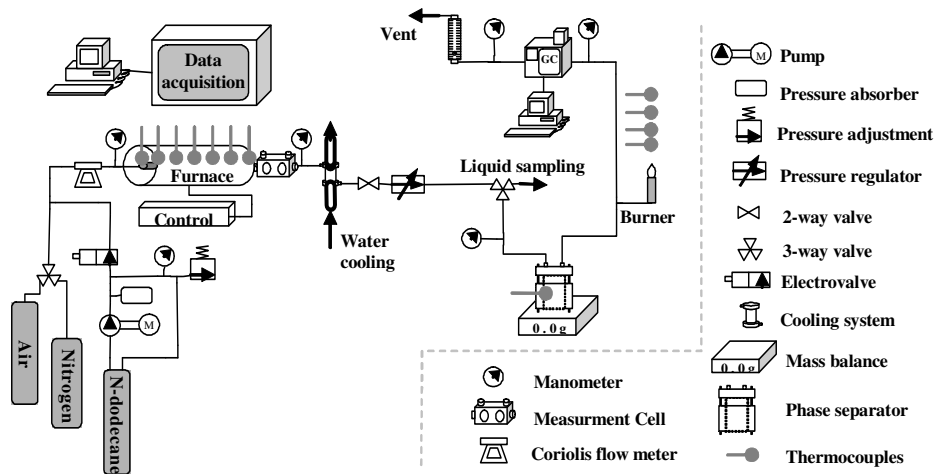 Data
acquisition
Vent
GC
Furnace
Control
Water
cooling
Liquid sampling
Burner
0.0g
M
Air
Nitrogen
N-dodecane
M
Pump
Pressure absorber
Pressure adjustment
Pressure regulator
2-way valve
3-way valve
Electrovalve
Cooling system
0.0g
Mass balance
Phase separator
Thermocouples
Manometer
Measurment Cell
Coriolis flow meter